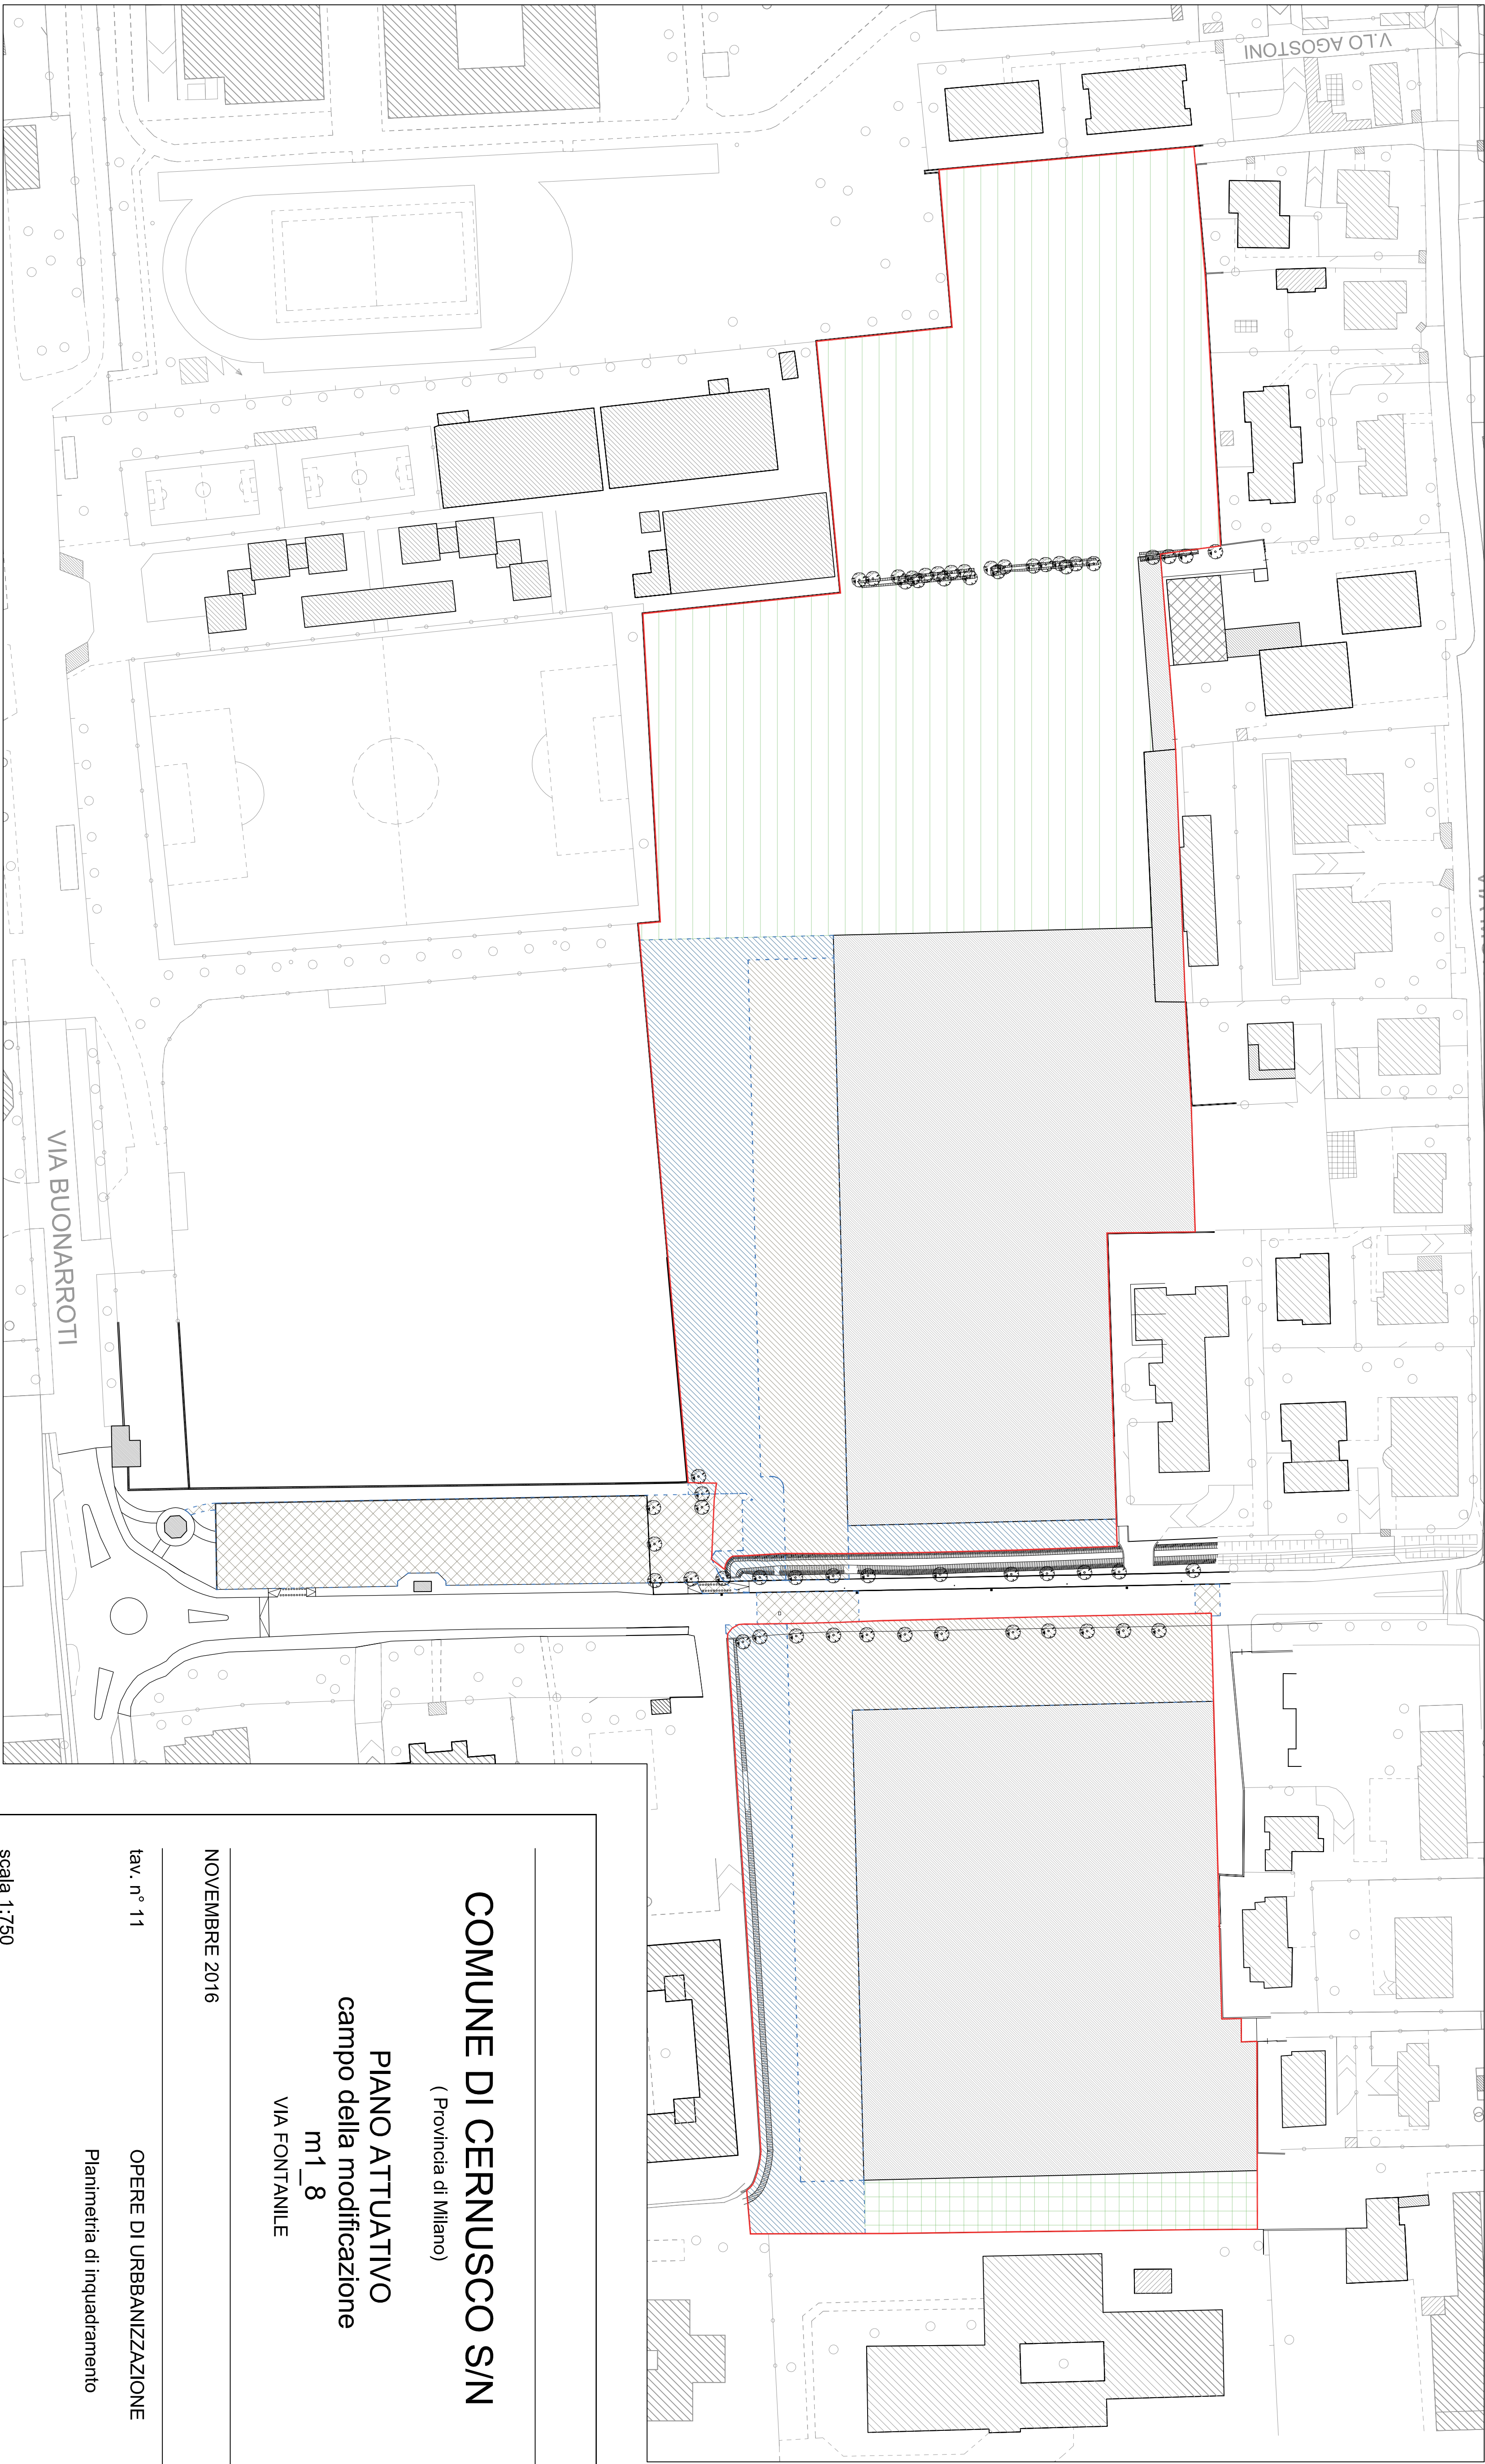 V.LO AGOSTONI
VIA BUONARROTI
COMUNE DI CERNUSCO S/N
( Provincia di Milano)
PIANO ATTUATIVO
campo della modificazione
m1_8
VIA FONTANILE
NOVEMBRE 2016
tav. n° 11
OPERE DI URBBANIZZAZIONE
Planimetria di inquadramento
scala 1:750